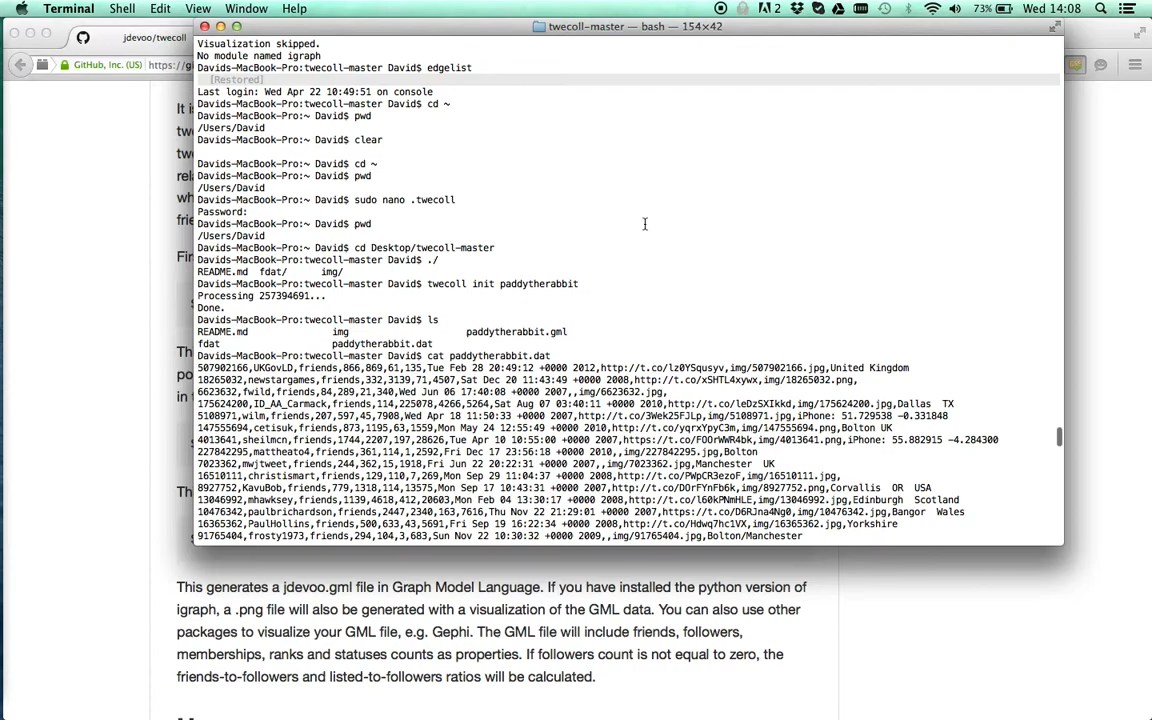 Terminal Shell Edit View Window Help 2 73% Wed 14:08
twecoll-master — bash — 154×42
jdevoo/twecoll
GitHub, Inc. (US) https://
Visualization skipped.
No module named igraph
Davids-MacBook-Pro:twecoll-master David$ edgelist
[Restored]
Last login: Wed Apr 22 10:49:51 on console
Davids-MacBook-Pro:~ David$ cd ~
Davids-MacBook-Pro:~ David$ pwd
/Users/David
Davids-MacBook-Pro:~ David$ clear
Davids-MacBook-Pro:~ David$ cd ~
Davids-MacBook-Pro:~ David$ pwd
/Users/David
Davids-MacBook-Pro:~ David$ sudo nano .twecoll
Password:
Davids-MacBook-Pro:~ David$ pwd
/Users/David
Davids-MacBook-Pro:~ David$ cd Desktop/twecoll-master
Davids-MacBook-Pro:twecoll-master David$ ./
README.md fdat/ img/
Davids-MacBook-Pro:twecoll-master David$ twecoll init paddytherabbit
Processing 257394691...
Done.
Davids-MacBook-Pro:twecoll-master David$ ls
README.md img paddytherabbit.gml
fdat paddytherabbit.dat
Davids-MacBook-Pro:twecoll-master David$ cat paddytherabbit.dat
507902166,UKGovLD,friends,866,869,61,135,Tue Feb 28 20:49:12 +0000 2012,http://t.co/lz0YSqusyv,img/507902166.jpg,United Kingdom
18265032,newstargames,friends,332,3139,71,4507,Sat Dec 20 11:43:49 +0000 2008,http://t.co/xSHTL4xywx,img/18265032.png,
6623632,fwild,friends,84,289,21,340,Wed Jun 06 17:40:08 +0000 2007,,img/6623632.jpg,
175624200,ID_AA_Carmack,friends,114,225078,4266,5264,Sat Aug 07 03:40:11 +0000 2010,http://t.co/leDzSXIkkd,img/175624200.jpg,Dallas TX
5108971,wilm,friends,207,597,45,7908,Wed Apr 18 11:50:33 +0000 2007,http://t.co/3Wek25FJLp,img/5108971.jpg,iPhone: 51.729538 -0.331848
147555694,cetisuk,friends,873,1195,63,1559,Mon May 24 12:55:49 +0000 2010,http://t.co/yqrxYpyC3m,img/147555694.png,Bolton UK
4013641,sheilmcn,friends,1744,2207,197,28626,Tue Apr 10 10:55:00 +0000 2007,https://t.co/FOOrWWR4bk,img/4013641.png,iPhone: 55.882915 -4.284300
227842295,mattheato4,friends,361,114,1,2592,Fri Dec 17 23:56:18 +0000 2010,,img/227842295.jpg,Bolton
7023362,mwjtweet,friends,244,362,15,1918,Fri Jun 22 20:22:31 +0000 2007,,img/7023362.jpg,Manchester UK
16510111,christismart,friends,129,110,7,269,Mon Sep 29 11:04:37 +0000 2008,http://t.co/PWpCR3ezoF,img/16510111.jpg,
8927752,KavuBob,friends,779,1318,114,13575,Mon Sep 17 10:43:31 +0000 2007,http://t.co/DOrFYnFb6k,img/8927752.png,Corvallis OR USA
13046992,mhawksey,friends,1139,4618,412,20603,Mon Feb 04 13:30:17 +0000 2008,http://t.co/l60kPNmHLE,img/13046992.jpg,Edinburgh Scotland
10476342,paulbrichardson,friends,2447,2340,163,7616,Thu Nov 22 21:29:01 +0000 2007,https://t.co/D6RJna4Ng0,img/10476342.jpg,Bangor Wales
16365362,PaulHollins,friends,500,633,43,5691,Fri Sep 19 16:22:34 +0000 2008,http://t.co/Hdwq7hc1VX,img/16365362.jpg,Yorkshire
91765404,frosty1973,friends,294,104,3,683,Sun Nov 22 10:30:32 +0000 2009,,img/91765404.jpg,Bolton/Manchester
This generates a jdevoo.gml file in Graph Model Language. If you have installed the python version of
igraph, a .png file will also be generated with a visualization of the GML data. You can also use other
packages to visualize your GML file, e.g. Gephi. The GML file will include friends, followers,
memberships, ranks and statuses counts as properties. If followers count is not equal to zero, the
friends-to-followers and listed-to-followers ratios will be calculated.